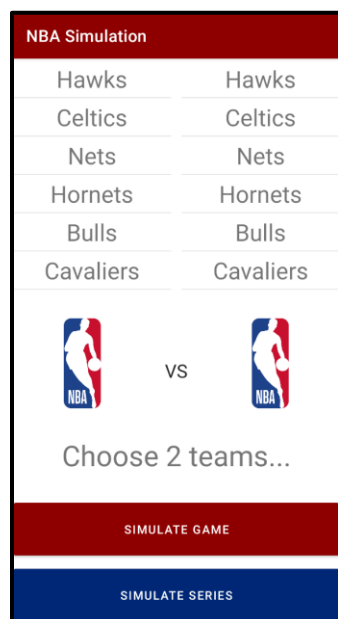 NBA Simulation
Hawks Hawks
Celtics Celtics
Nets Nets
Hornets Hornets
Bulls Bulls
Cavaliers Cavaliers
NBA VS NBA
Choose 2 teams...
SIMULATE GAME
SIMULATE SERIES